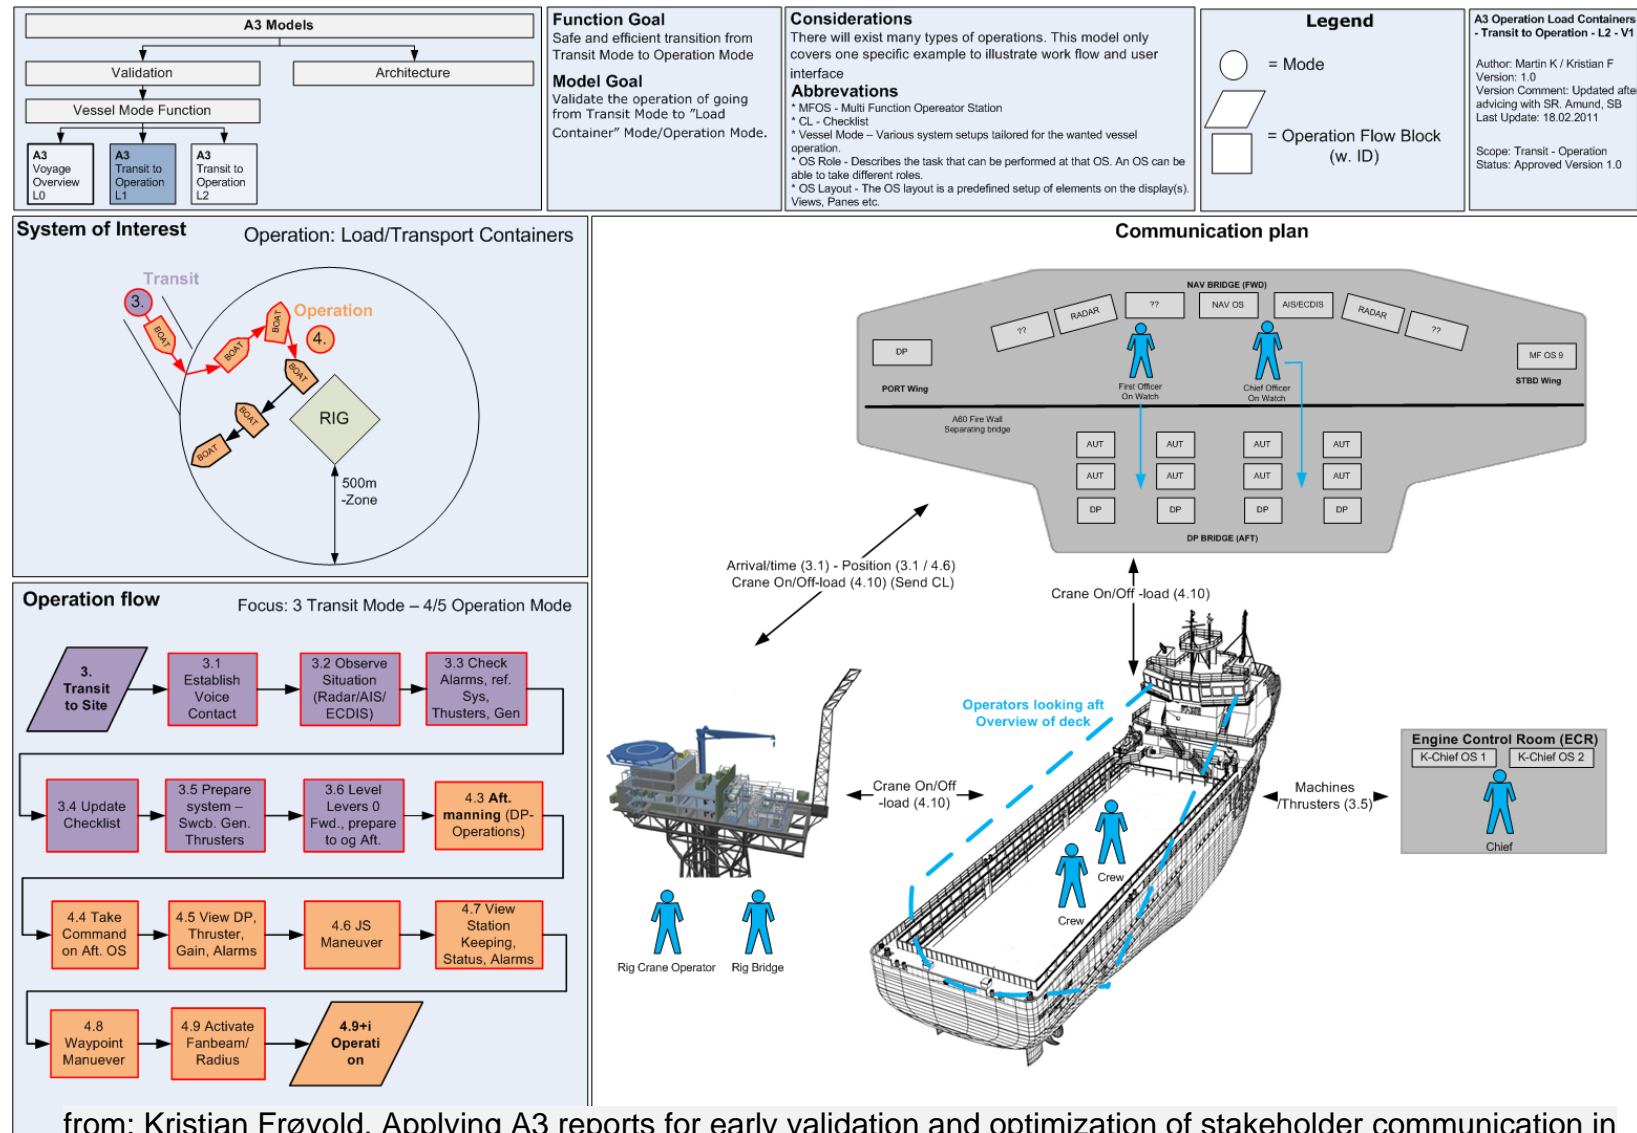 A3 Models
Validation
Architecture
Vessel Mode Function
A3
Voyage
Overview
L0
A3
Transit to
Operation
L1
A3
Transit to
Operation
L2
Function Goal
Safe and efficient transition from
Transit Mode to Operation Mode
Model Goal
Validate the operation of going
from Transit Mode to "Load
Container" Mode/Operation Mode.
Considerations
There will exist many types of operations. This model only
covers one specific example to illustrate work flow and user
interface
Abbrevations
* MFOS - Multi Function Opereator Station
* CL - Checklist
* Vessel Mode – Various system setups tailored for the wanted vessel
operation.
* OS Role - Describes the task that can be performed at that OS. An OS can be
able to take different roles.
* OS Layout - The OS layout is a predefined setup of elements on the display(s).
Views, Panes etc.
Legend
= Mode
= Operation Flow Block
(w. ID)
A3 Operation Load Containers
- Transit to Operation - L2 - V1
Author: Martin K / Kristian F
Version: 1.0
Version Comment: Updated after
advicing with SR. Amund, SB
Last Update: 18.02.2011
Scope: Transit - Operation
Status: Approved Version 1.0
System of Interest
Operation: Load/Transport Containers
Transit
3.
BOAT
BOAT
BOAT
Operation
4.
BOAT
BOAT
BOAT
RIG
500m
-Zone
Operation flow
Focus: 3 Transit Mode – 4/5 Operation Mode
3.
Transit
to Site
3.1
Establish
Voice
Contact
3.2 Observe
Situation
(Radar/AIS/
ECDIS)
3.3 Check
Alarms, ref.
Sys,
Thusters, Gen
3.4 Update
Checklist
3.5 Prepare
system –
Swcb. Gen.
Thrusters
3.6 Level
Levers 0
Fwd., prepare
to og Aft.
4.3 Aft.
manning (DP-
Operations)
4.4 Take
Command
on Aft. OS
4.5 View DP,
Thruster,
Gain, Alarms
4.6 JS
Maneuver
4.7 View
Station
Keeping,
Status, Alarms
4.8
Waypoint
Manuever
4.9 Activate
Fanbeam/
Radius
4.9+i
Operati
on
Communication plan
NAV BRIDGE (FWD)
??
RADAR
??
NAV OS
AIS/ECDIS
RADAR
??
DP
MF OS 9
PORT Wing
STBD Wing
First Officer
On Watch
Chief Officer
On Watch
A60 Fire Wall
Separating bridge
AUT
AUT
AUT
AUT
AUT
AUT
AUT
AUT
DP
DP
DP
DP
DP BRIDGE (AFT)
Arrival/time (3.1) - Position (3.1 / 4.6)
Crane On/Off-load (4.10) (Send CL)
Crane On/Off -load (4.10)
Operators looking aft
Overview of deck
Crane On/Off
-load (4.10)
Machines
/Thrusters (3.5)
Engine Control Room (ECR)
K-Chief OS 1
K-Chief OS 2
Chief
Crew
Crew
Rig Crane Operator
Rig Bridge
from: Kristian Frøvold, Applying A3 reports for early validation and optimization of stakeholder communication in